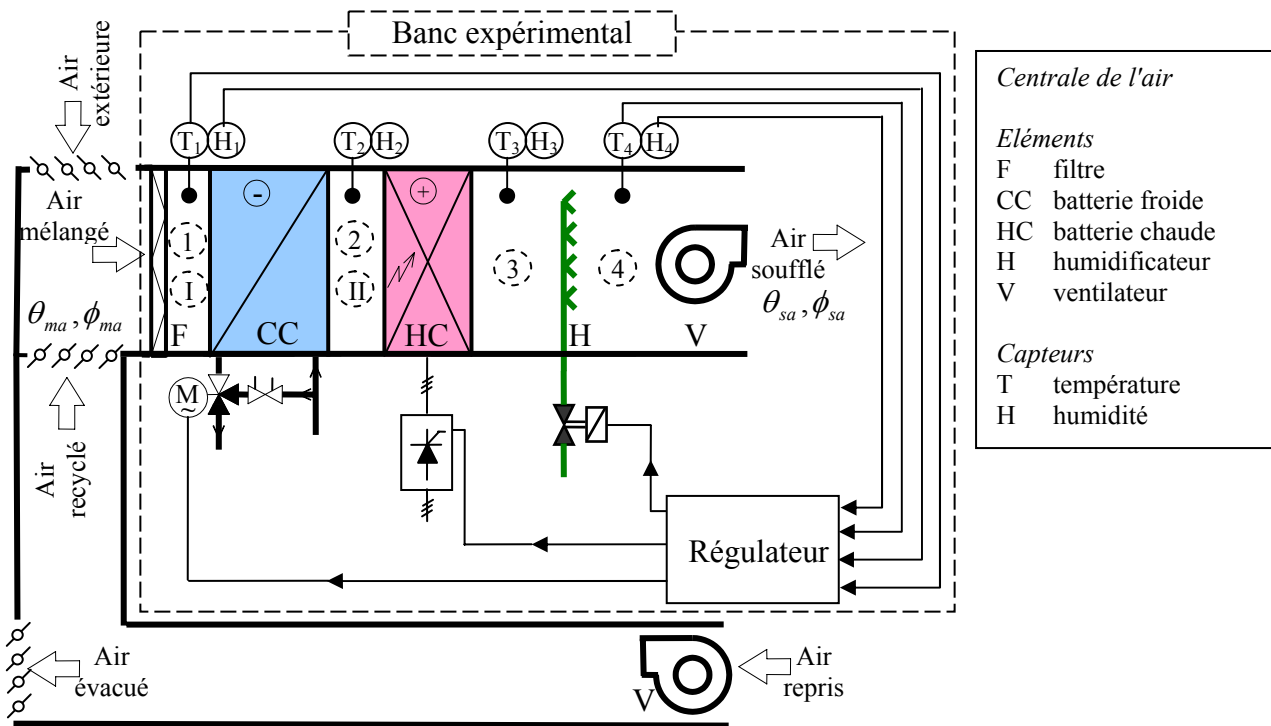 Banc expérimental
Air
extérieure
T1 H1
T2 H2
T3 H3
T4 H4
Air
mélangé
θma, ϕma
-
+
1
I
2
II
3
4
F
CC
HC
H
V
Air
soufflé
θsa, ϕsa
M
~
Air
recyclé
Régulateur
Air
évacué
V
Air
repris
Centrale de l'air
Eléments
F filtre
CC batterie froide
HC batterie chaude
H humidificateur
V ventilateur
Capteurs
T température
H humidité